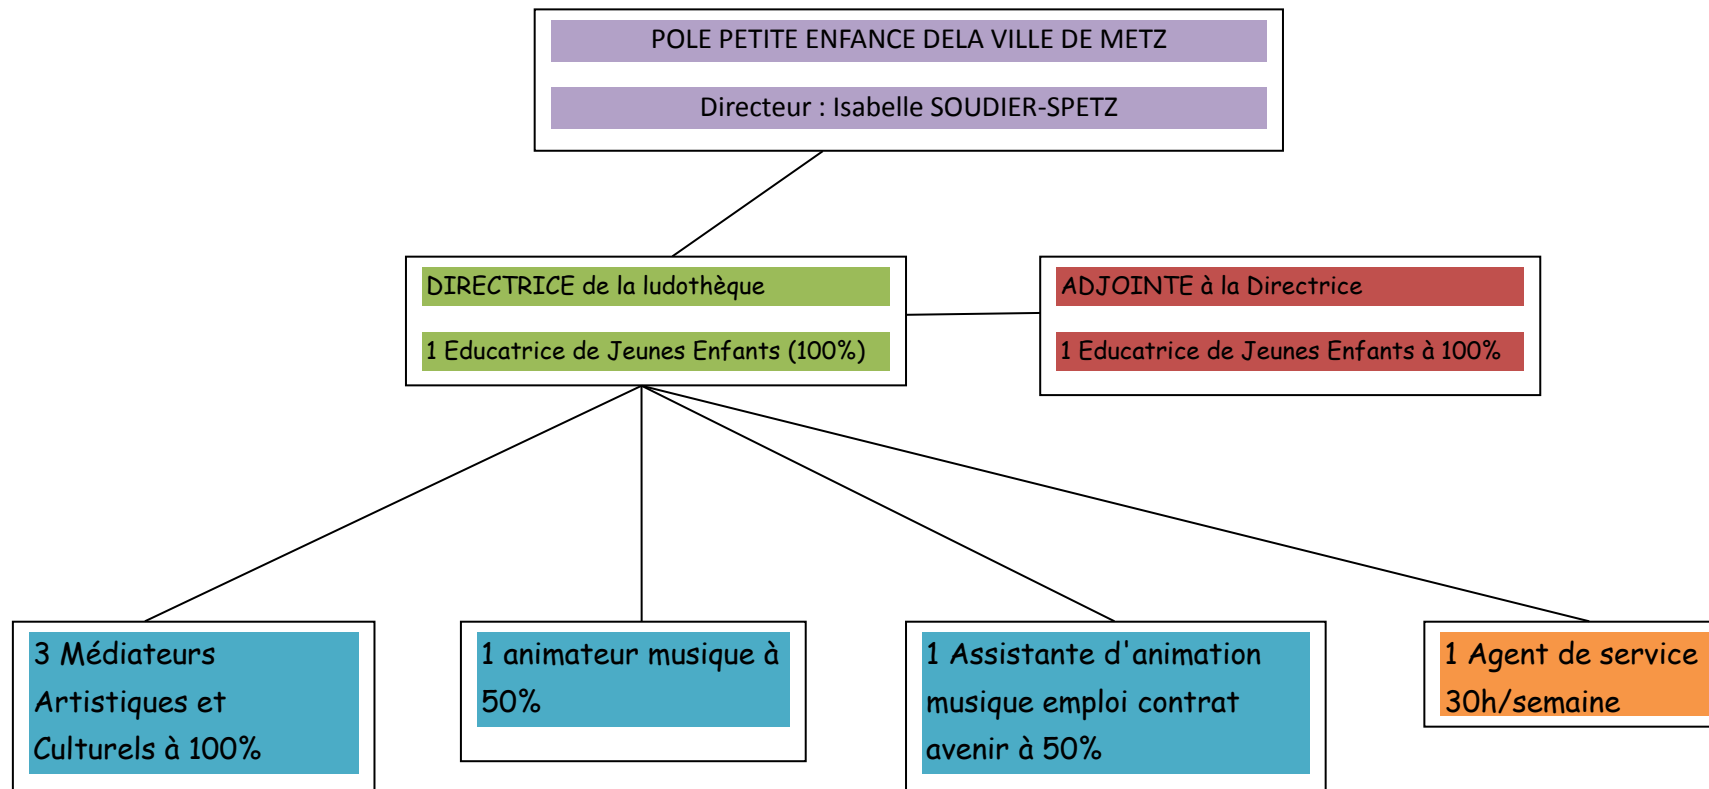 POLE PETITE ENFANCE DELA VILLE DE METZ
Directeur : Isabelle SOUDIER-SPETZ
DIRECTRICE de la ludothèque
1 Educatrice de Jeunes Enfants (100%)
ADJOINTE à la Directrice
1 Educatrice de Jeunes Enfants à 100%
3 Médiateurs
Artistiques et
Culturels à 100%
1 animateur musique à
50%
1 Assistante d'animation
musique emploi contrat
avenir à 50%
1 Agent de service
30h/semaine